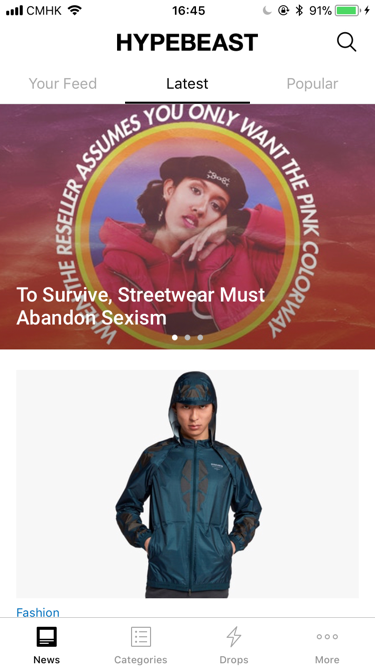 CMHK 16:45 91%
HYPEBEAST
Your Feed Latest Popular
WHEN THE RESELLER ASSUMES YOU ONLY WANT THE PINK COLORWAY
To Survive, Streetwear Must
Abandon Sexism
Fashion
News Categories Drops More